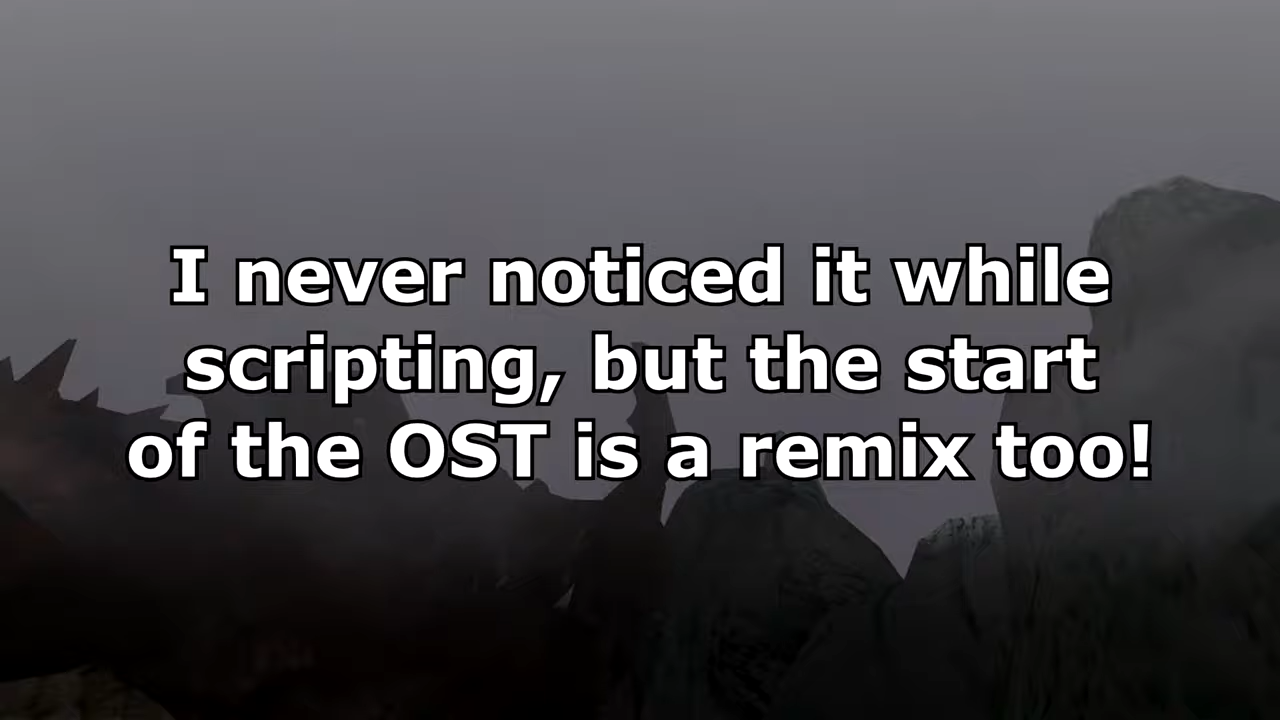 I never noticed it while
scripting, but the start
of the OST is a remix too!